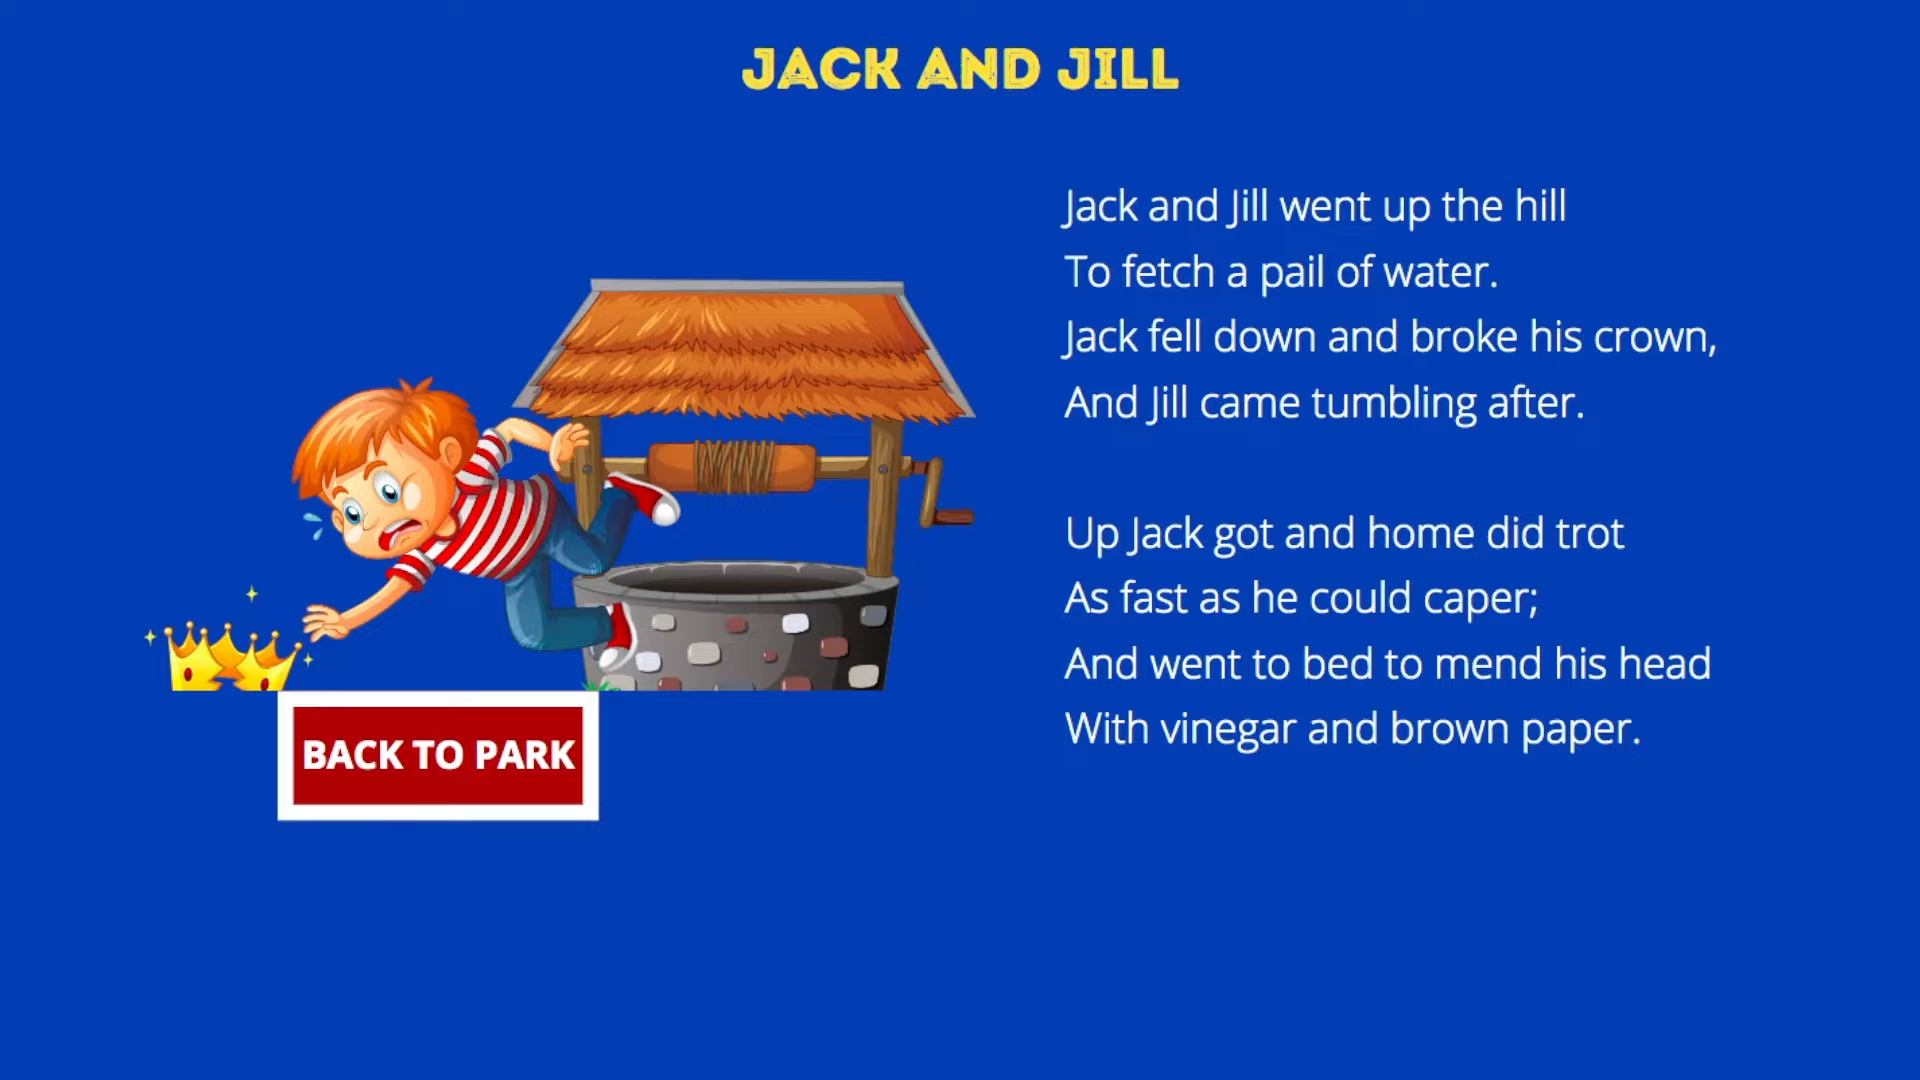 JACK AND JILL
Jack and Jill went up the hill
To fetch a pail of water.
Jack fell down and broke his crown,
And Jill came tumbling after.
Up Jack got and home did trot
As fast as he could caper;
And went to bed to mend his head
With vinegar and brown paper.
BACK TO PARK